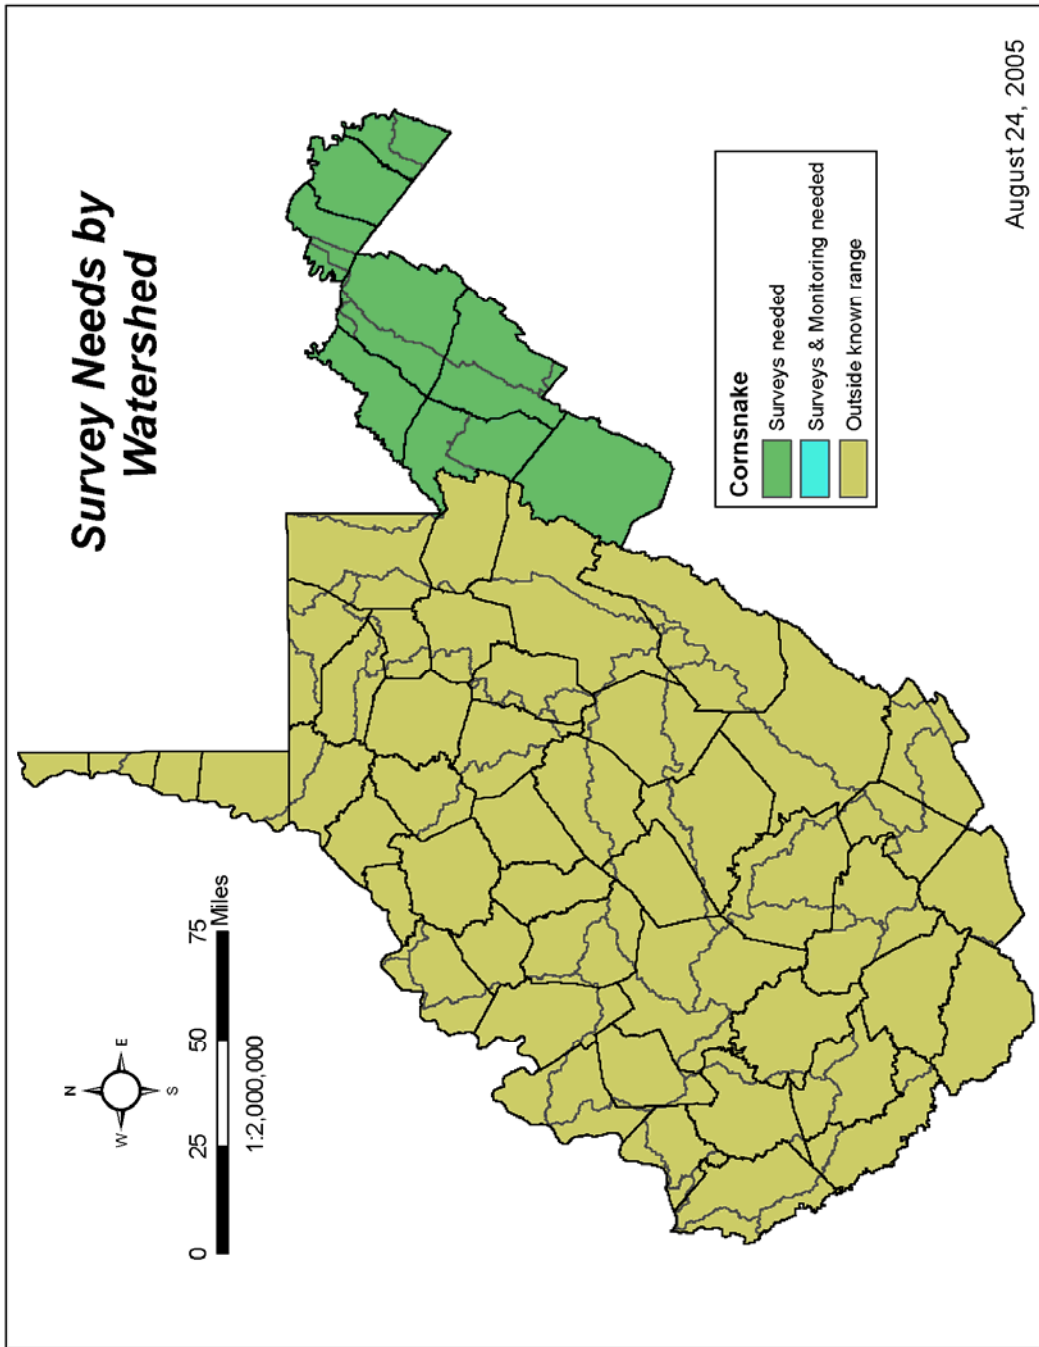 Survey Needs by
Watershed
N
W
E
S
0
25
50
75
Miles
1:2,000,000
Cornsnake
Surveys needed
Surveys & Monitoring needed
Outside known range
August 24, 2005